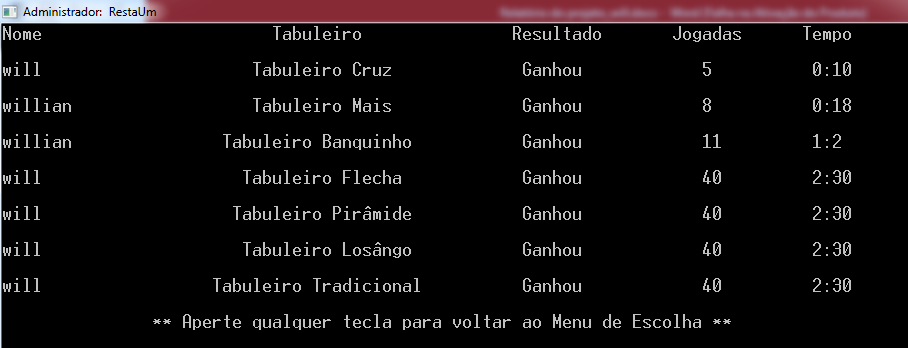 Administrador: RestaUm
Nome Tabuleiro Resultado Jogadas Tempo
will Tabuleiro Cruz Ganhou 5 0:10
willian Tabuleiro Mais Ganhou 8 0:18
willian Tabuleiro Banquinho Ganhou 11 1:2
will Tabuleiro Flecha Ganhou 40 2:30
will Tabuleiro Pirâmide Ganhou 40 2:30
will Tabuleiro Losângo Ganhou 40 2:30
will Tabuleiro Tradicional Ganhou 40 2:30
** Aperte qualquer tecla para voltar ao Menu de Escolha **